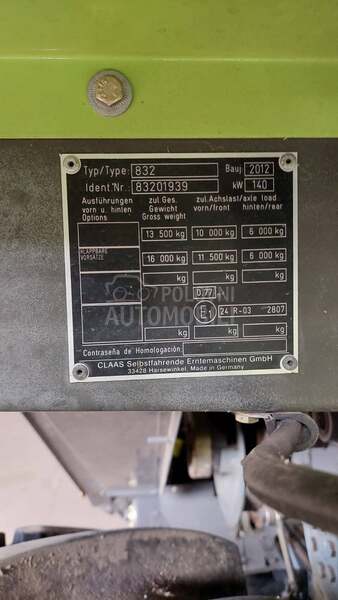 Typ/Type 832 Bauj 2012
Ident.Nr. 83201939 kW 140
Ausführungen vorn u. hinten Options
zul.Ges. Gewicht Gross weight
zul. Achslast/axle load vorn/front hinten/rear
13 500 kg 10 000 kg 6 000 kg
KLAPPBARE VORSÄTZE 16 000 kg 11 500 kg 6 000 kg
kg kg kg
0,77
E1 24 R-03 2807
kg kg kg
Contraseña de Homologación:
CLAAS Selbstfahrende Erntemaschinen GmbH
33428 Harsewinkel, Made in Germany
POLOVNI
AUTOMOBILI